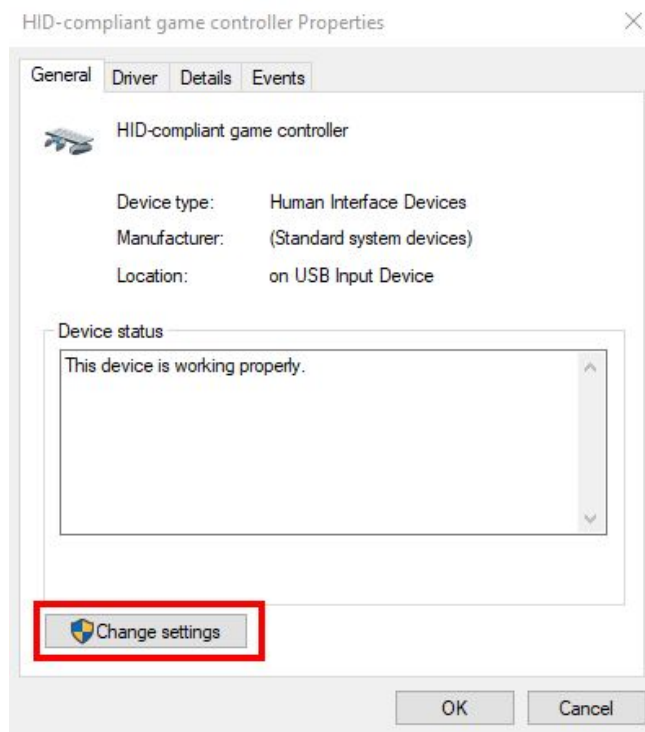 HID-compliant game controller Properties
General Driver Details Events
HID-compliant game controller
Device type: Human Interface Devices
Manufacturer: (Standard system devices)
Location: on USB Input Device
Device status
This device is working properly.
Change settings
OK Cancel